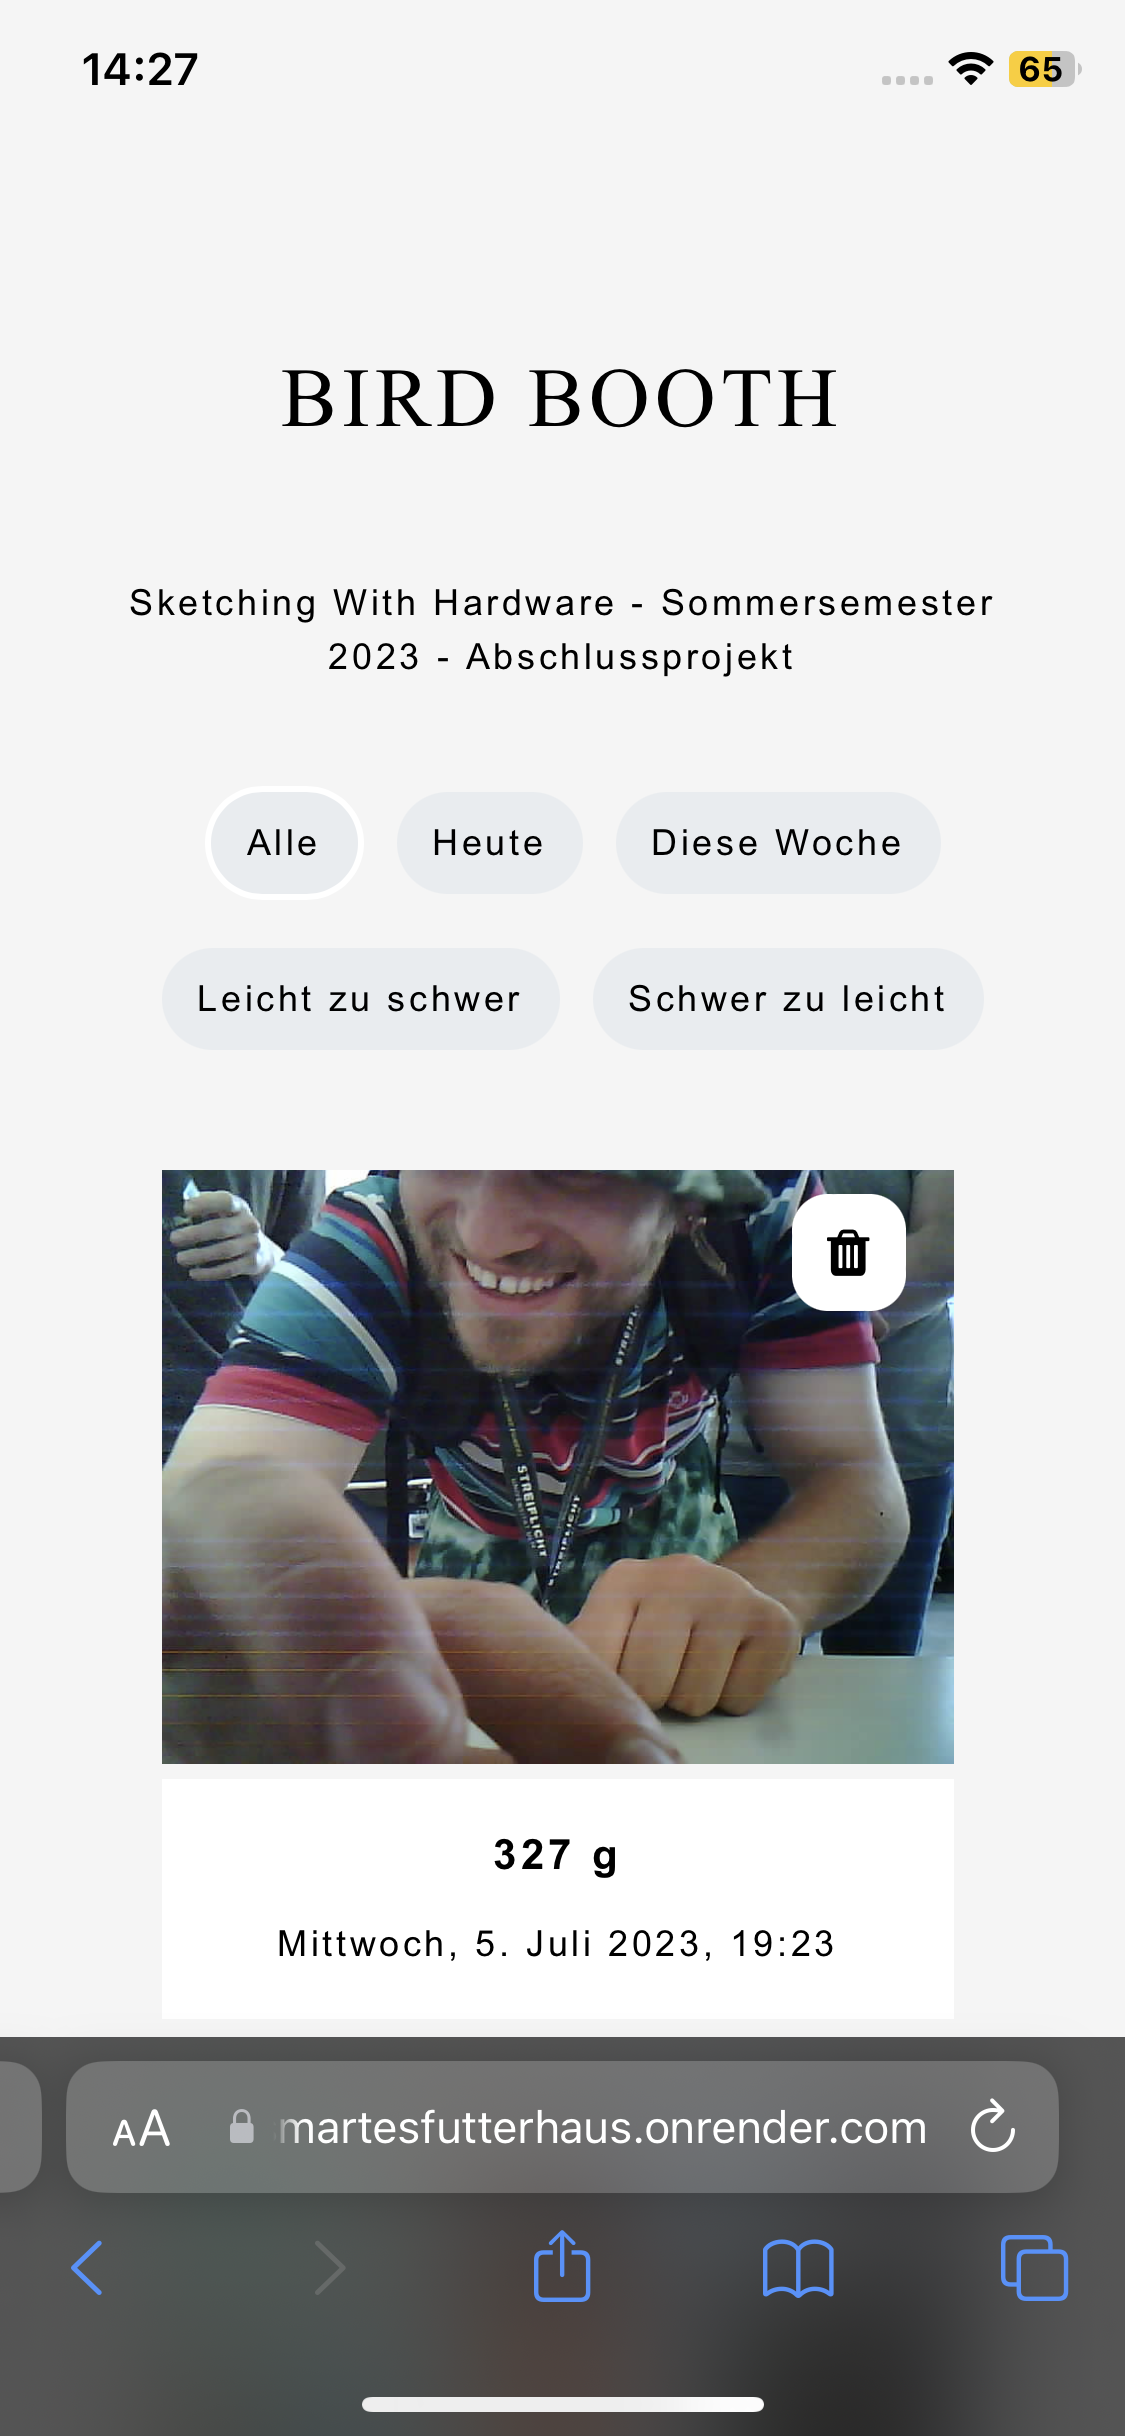 14:27
65
BIRD BOOTH
Sketching With Hardware - Sommersemester
2023 - Abschlussprojekt
Alle
Heute
Diese Woche
Leicht zu schwer
Schwer zu leicht
STREIFLICHT
STREIFLICHT
327 g
Mittwoch, 5. Juli 2023, 19:23
AA
martesfutterhaus.onrender.com